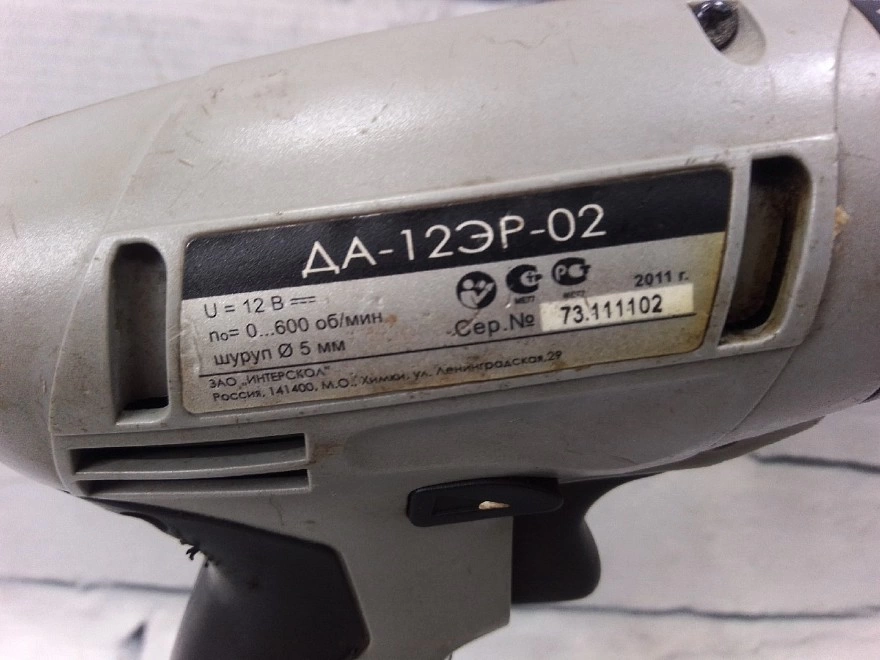 ДА-12ЭР-02
U = 12 В
n₀= 0...600 об/мин
шуруп Ø 5 мм
2011 г.
Сер.№ 73.111102
ЗАО „ИНТЕРСКОЛ"
Россия, 141400, М.О., Химки, ул. Ленинградская,29